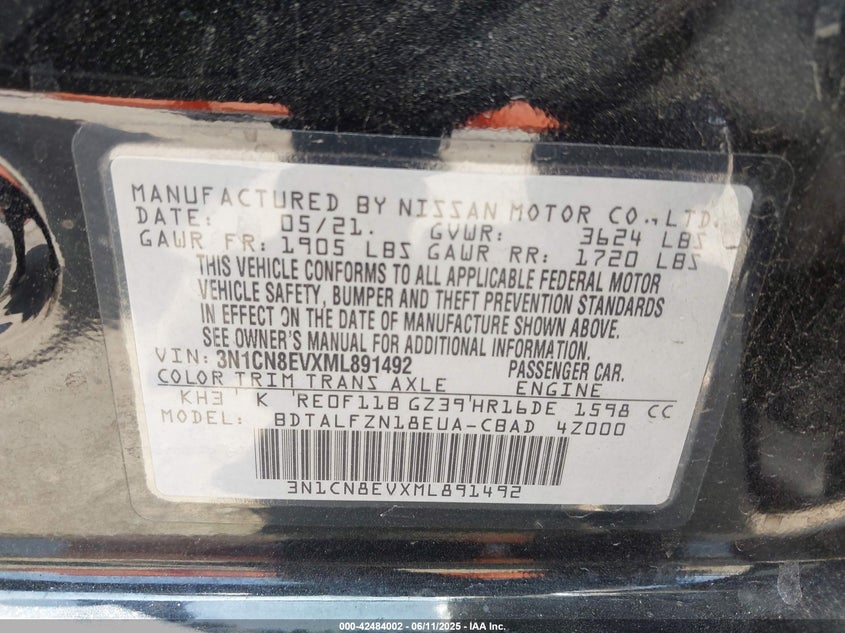 MANUFACTURED BY NISSAN MOTOR CO., LTD.
DATE: 05/21. GVWR: 3624 LBS
GAWR FR: 1905 LBS GAWR RR: 1720 LBS
THIS VEHICLE CONFORMS TO ALL APPLICABLE FEDERAL MOTOR
VEHICLE SAFETY, BUMPER AND THEFT PREVENTION STANDARDS
IN EFFECT ON THE DATE OF MANUFACTURE SHOWN ABOVE.
SEE OWNER'S MANUAL FOR ADDITIONAL INFORMATION.
VIN: 3N1CN8EVXML891492 PASSENGER CAR.
COLOR TRIM TRANS AXLE ENGINE
KH3 K RE0F11B GZ39 HR16DE 1598 CC
MODEL: BDTALFZN18EUA-CBAD 4Z000
3N1CN8EVXML891492
000-42484002 - 06/11/2025 - IAA Inc.